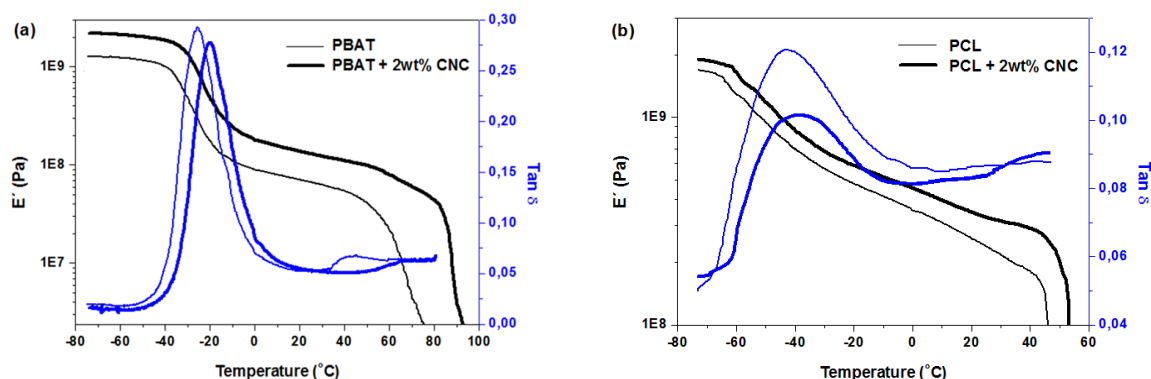 (a)
PBAT
PBAT + 2wt% CNC
1E9
1E8
1E7
E´ (Pa)
0,30
0,25
0,20
0,15
0,10
0,05
0,00
Tan δ
-80 -60 -40 -20 0 20 40 60 80 100
Temperature (°C)
(b)
PCL
PCL + 2wt% CNC
1E9
1E8
E´ (Pa)
0,12
0,10
0,08
0,06
0,04
Tan δ
-80 -60 -40 -20 0 20 40 60
Temperature (°C)